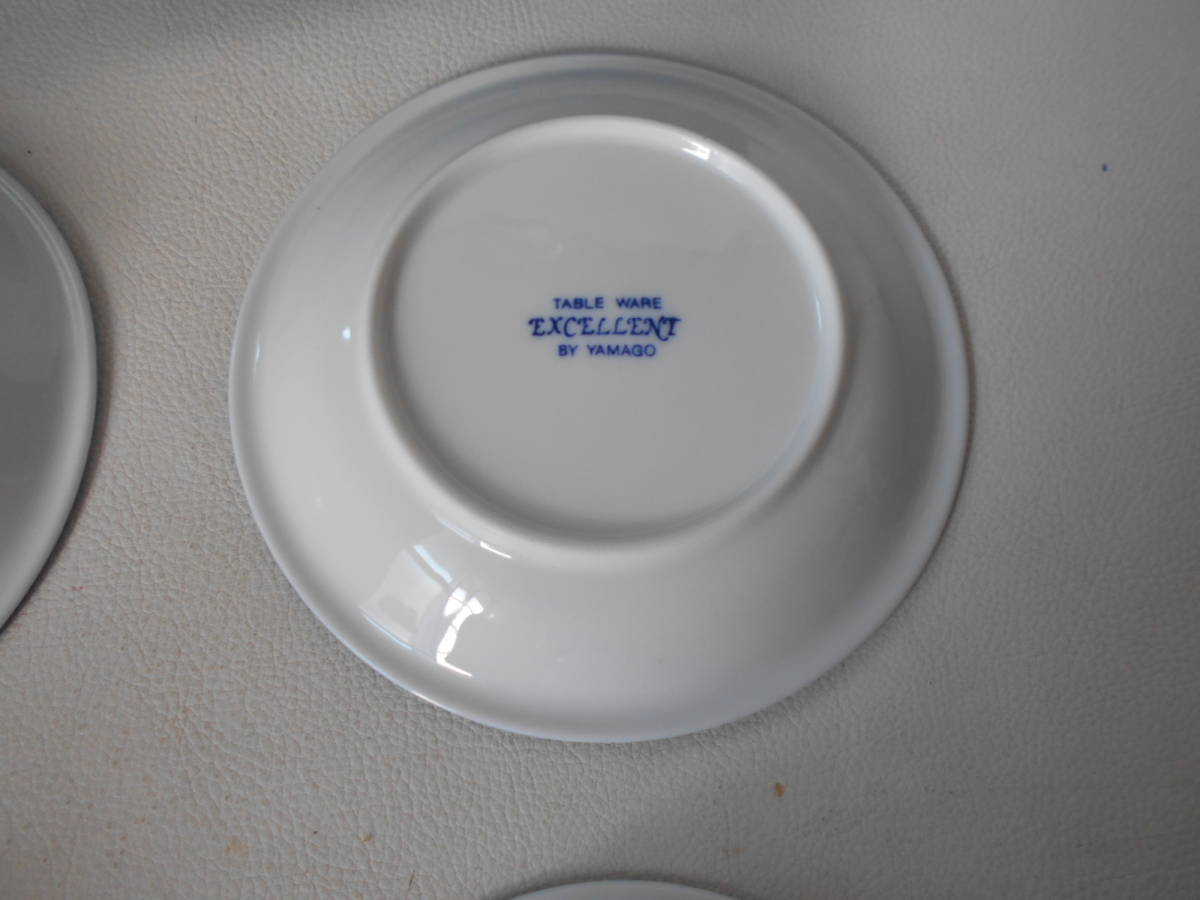 TABLE WARE
EXCELLENT
BY YAMAGO